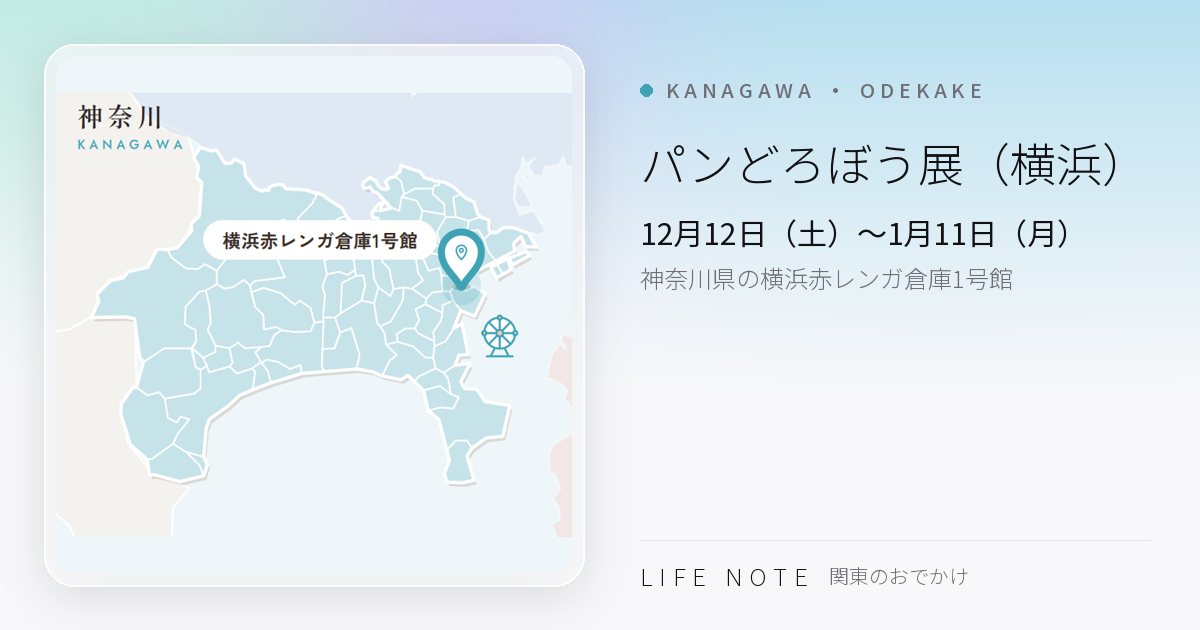 神奈川
KANAGAWA
横浜赤レンガ倉庫1号館
KANAGAWA • ODEKAKE
パンどろぼう展（横浜）
12月12日（土）〜1月11日（月）
神奈川県の横浜赤レンガ倉庫1号館
LIFE NOTE 関東のおでかけ